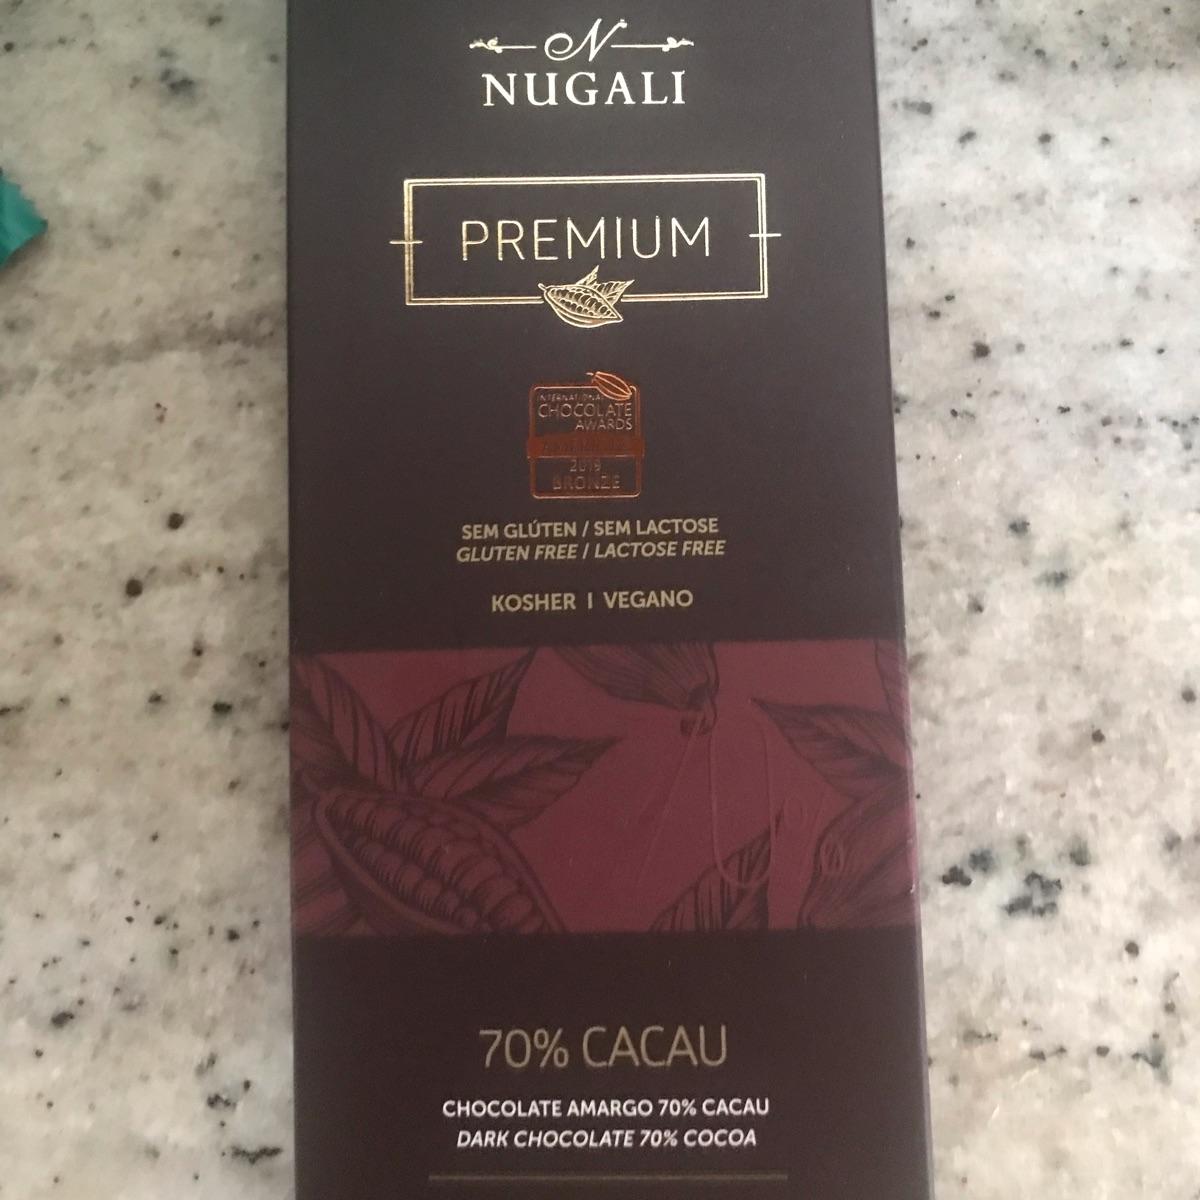 N
NUGALI
PREMIUM
INTERNATIONAL
CHOCOLATE
AWARDS
2019
BRONZE
SEM GLÚTEN / SEM LACTOSE
GLUTEN FREE / LACTOSE FREE
KOSHER I VEGANO
70% CACAU
CHOCOLATE AMARGO 70% CACAU
DARK CHOCOLATE 70% COCOA